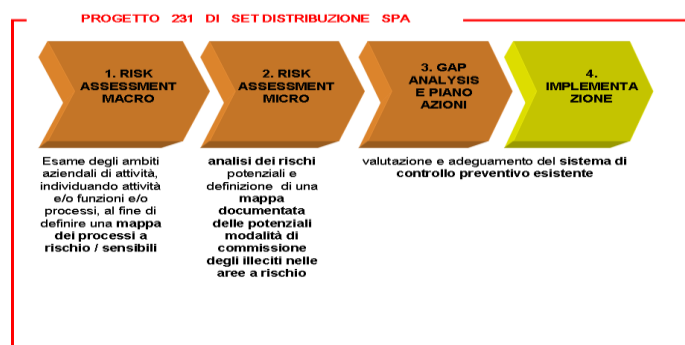 PROGETTO 231 DI SET DISTRIBUZIONE SPA
1. RISK
ASSESSMENT
MACRO
2. RISK
ASSESSMENT
MICRO
3. GAP
ANALYSIS
E PIANO
AZIONI
4.
IMPLEMENTA
ZIONE
Esame degli ambiti
aziendali di attività,
individuando attività
e/o funzioni e/o
processi, al fine di
definire una mappa
dei processi a
rischio / sensibili
analisi dei rischi
potenziali e
definizione di una
mappa
documentata
delle potenziali
modalità di
commissione
degli illeciti nelle
aree a rischio
valutazione e adeguamento del sistema di
controllo preventivo esistente